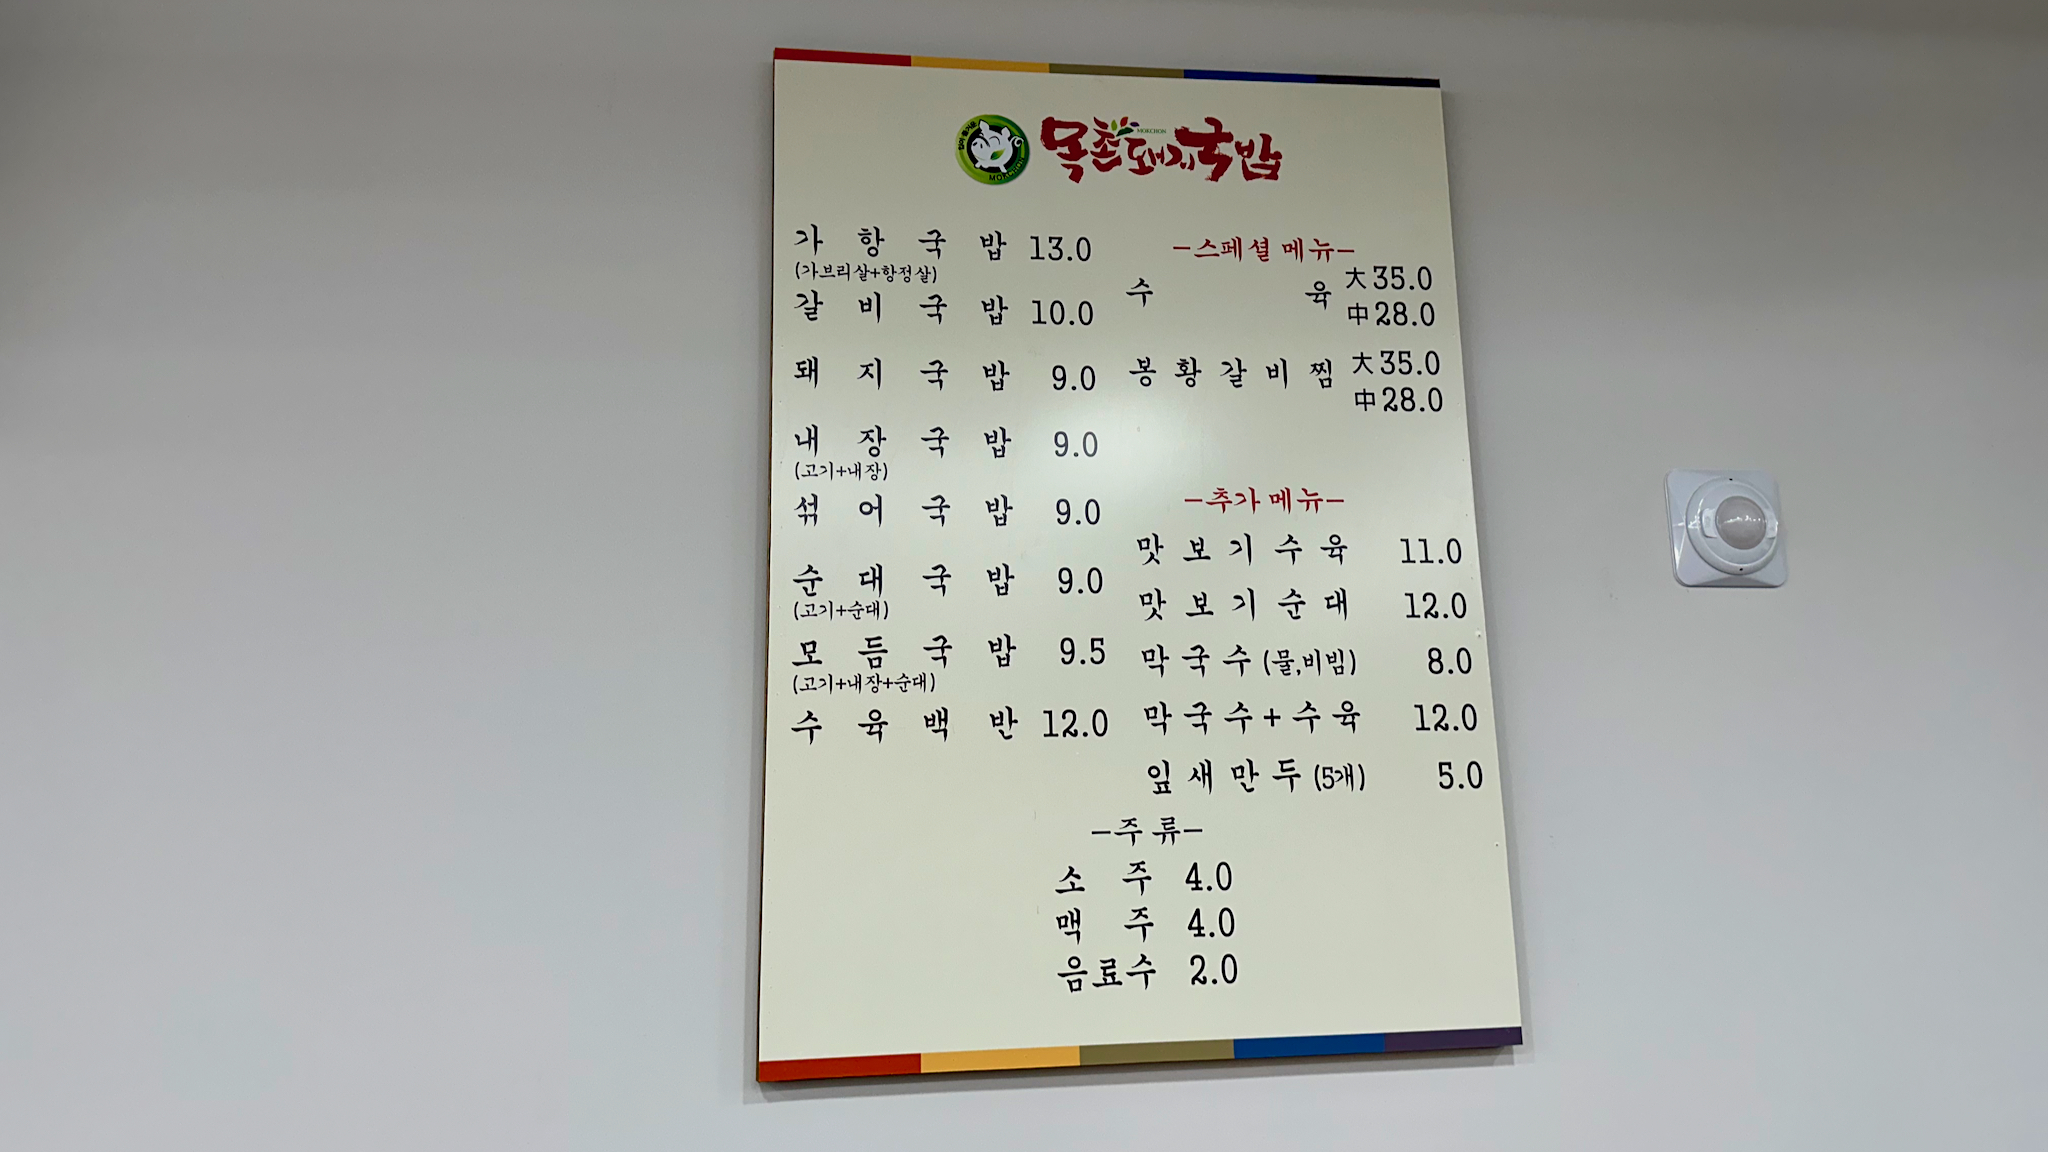 입이 즐거운
MOKCHON
목촌돼지국밥
MOKCHON
가항국밥 13.0
(가브리살+항정살)
갈비국밥 10.0
돼지국밥 9.0
내장국밥 9.0
(고기+내장)
섞어국밥 9.0
순대국밥 9.0
(고기+순대)
모듬국밥 9.5
(고기+내장+순대)
수육백반 12.0
-스페셜 메뉴-
수육 大 35.0
中 28.0
봉황갈비찜 大 35.0
中 28.0
-추가 메뉴-
맛보기수육 11.0
맛보기순대 12.0
막국수(물,비빔) 8.0
막국수+수육 12.0
잎새만두(5개) 5.0
-주류-
소주 4.0
맥주 4.0
음료수 2.0